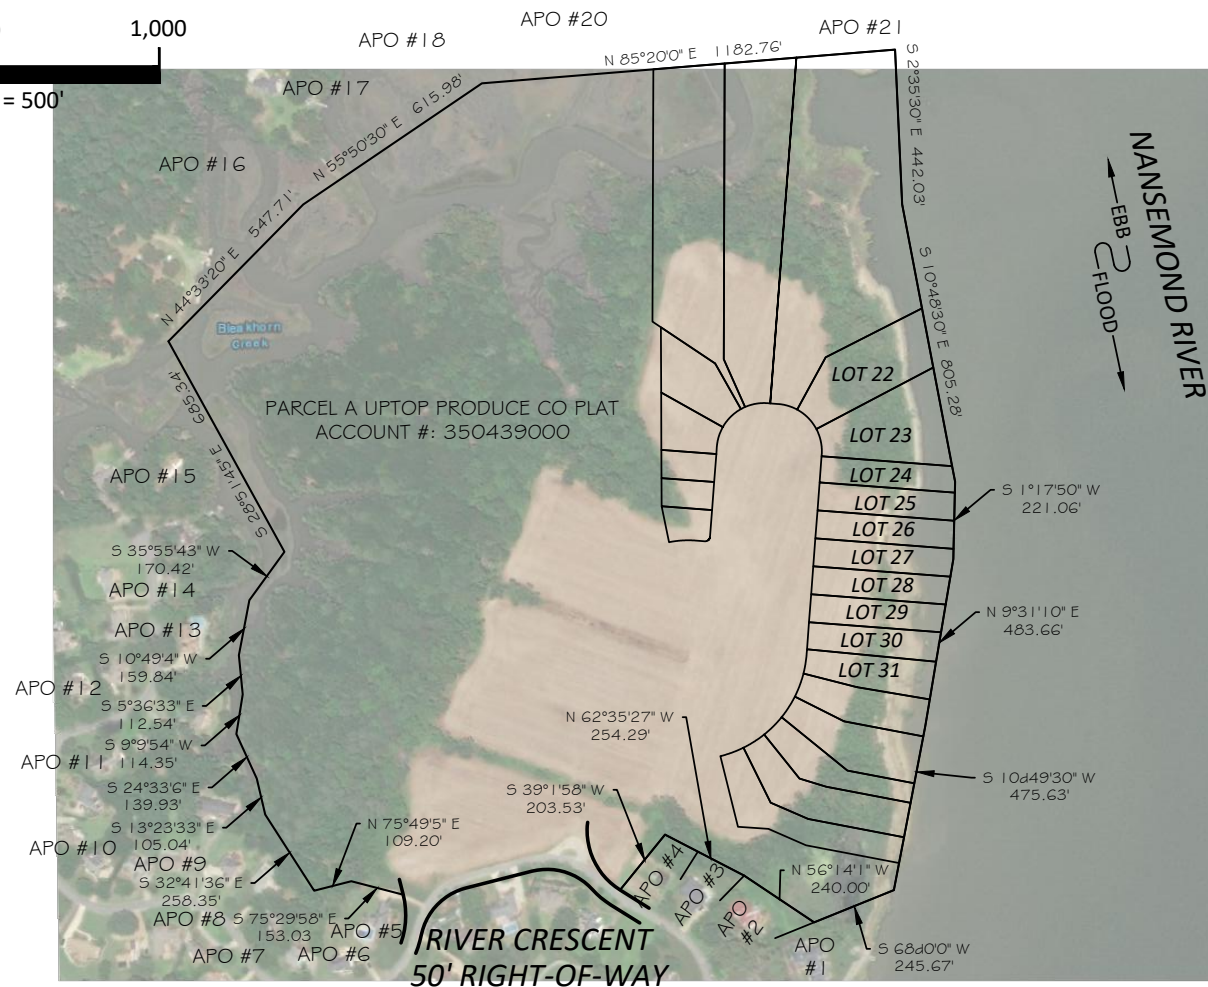 1,000
= 500'
APO #18
APO #20
APO #21
N 85°20'0" E 1182.76'
APO #17
N 55°50'30" E 615.98'
APO #16
N 44°33'20" E 547.71'
S 2°35'30" E 442.03'
NANSEMOND RIVER
EBB
FLOOD
S 10°48'30" E 805.28'
Bleakhorn
Creek
PARCEL A UPTOP PRODUCE CO PLAT
ACCOUNT #: 350439000
685.34'
S 28°51'45" E
LOT 22
LOT 23
LOT 24
LOT 25
LOT 26
LOT 27
LOT 28
LOT 29
LOT 30
LOT 31
S 1°17'50" W
221.06'
APO #15
S 35°55'43" W
170.42'
APO #14
APO #13
S 10°49'4" W
159.84'
APO #12
S 5°36'33" E
112.54'
S 9°9'54" W
APO #11 114.35'
S 24°33'6" E
139.93'
S 13°23'33" E
105.04'
APO #10
APO #9
S 32°41'36" E
258.35'
APO #8
S 75°29'58" E
153.03
APO #7
APO #6
APO #5
N 75°49'5" E
109.20'
N 9°31'10" E
483.66'
N 62°35'27" W
254.29'
S 39°1'58" W
203.53'
S 10d49'30" W
475.63'
N 56°14'1" W
240.00'
APO #4
APO #3
APO
#2
APO
#1
S 68d0'0" W
245.67'
RIVER CRESCENT
50' RIGHT-OF-WAY